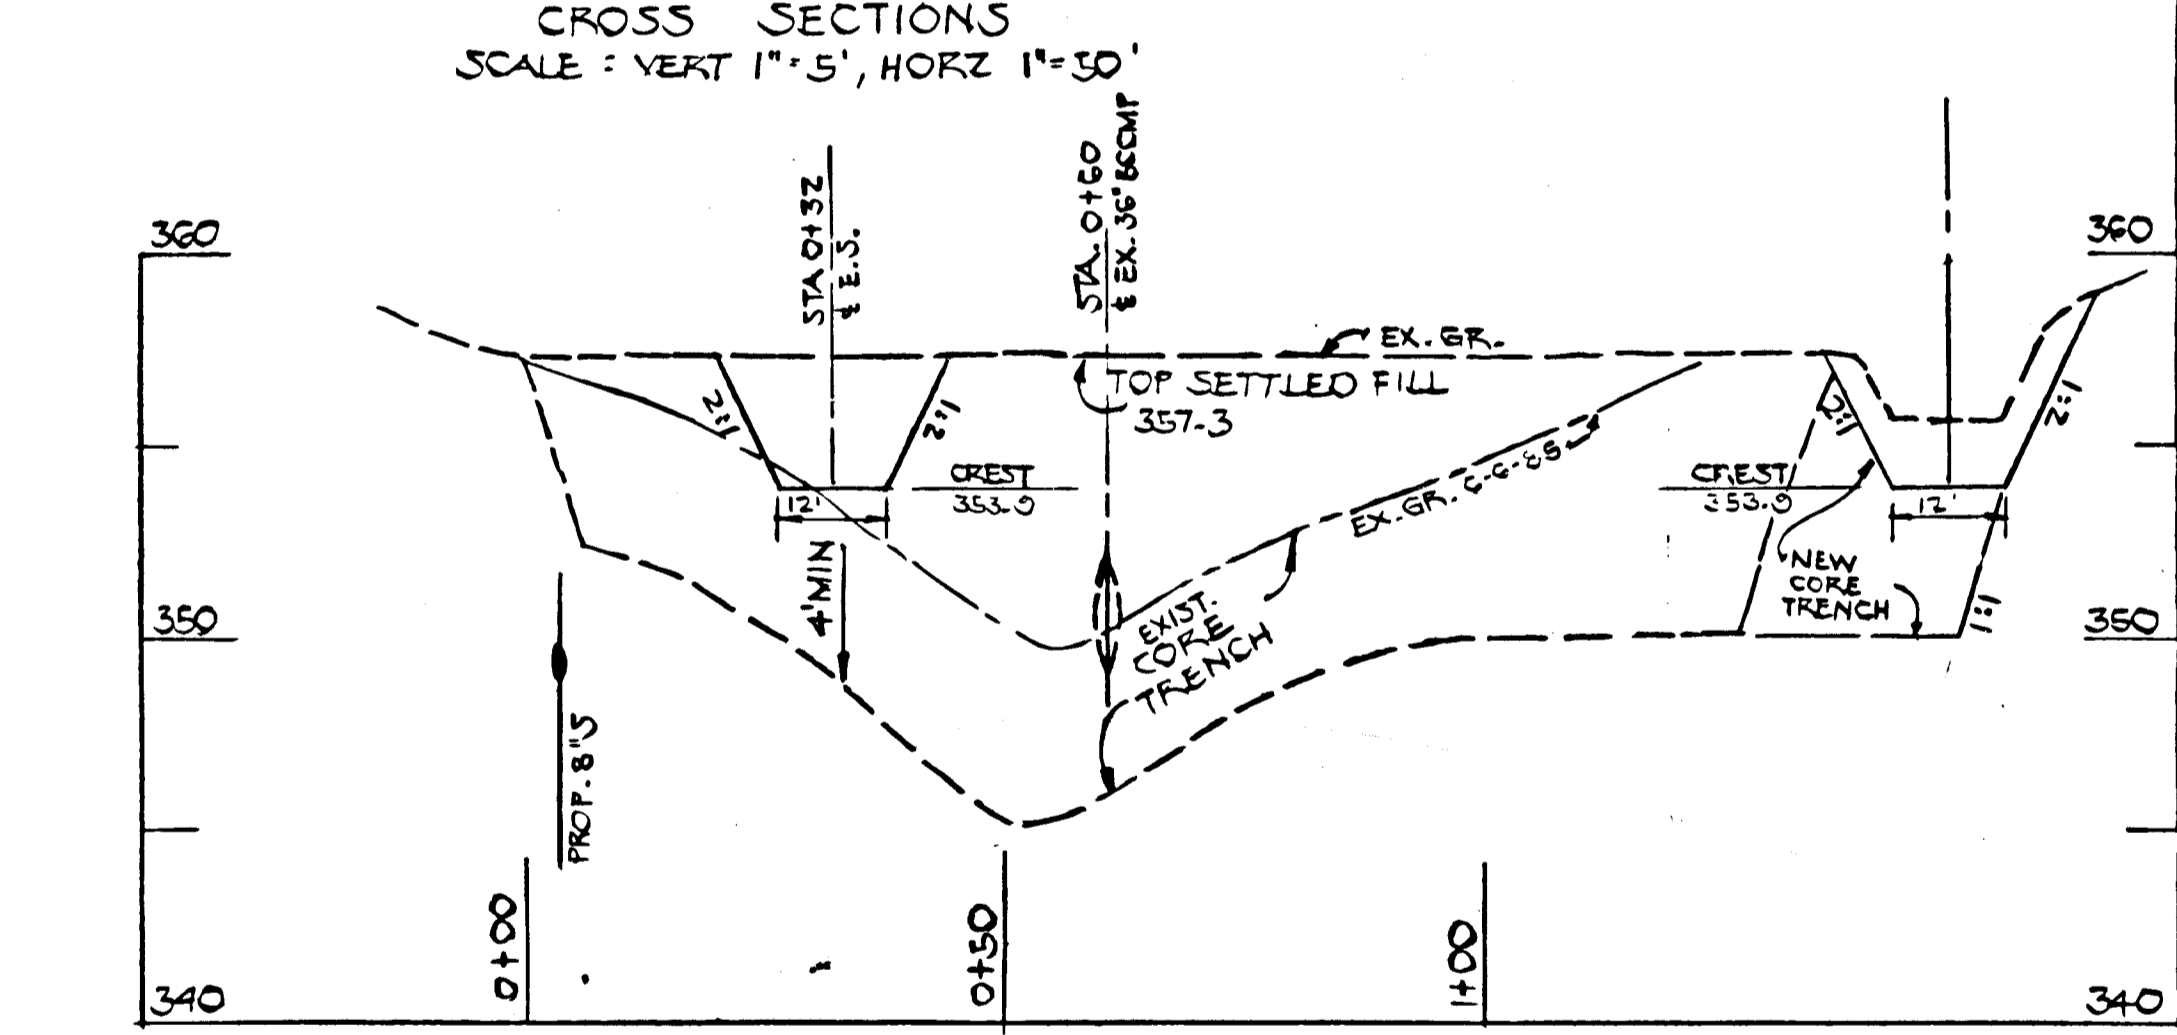 CROSS SECTIONS
SCALE : VERT 1"=5', HORZ 1"=50'
STA 0+32
℄ E.S.
STA. 0+60
℄ EX. 36" BCCMP
360
360
EX. GR.
TOP SETTLED FILL
357.3
2:1
2:1
2:1
2:1
CREST
353.9
CREST
353.9
12'
12'
EX. GR. 6-6-85
4' MIN
NEW
CORE
TRENCH
1:1
EXIST.
CORE
TRENCH
350
350
PROP. 8"S
0+00
0+50
1+00
340
340